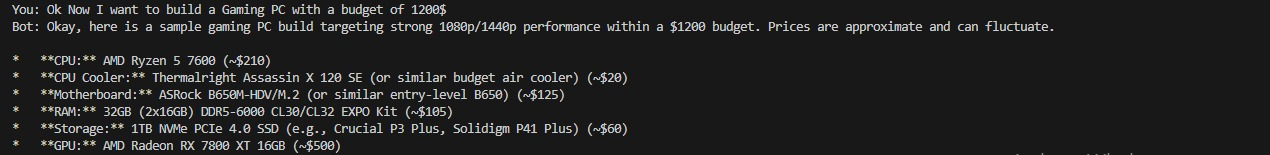 You: Ok Now I want to build a Gaming PC with a budget of 1200$
Bot: Okay, here is a sample gaming PC build targeting strong 1080p/1440p performance within a $1200 budget. Prices are approximate and can fluctuate.
*   **CPU:** AMD Ryzen 5 7600 (~$210)
*   **CPU Cooler:** Thermalright Assassin X 120 SE (or similar budget air cooler) (~$20)
*   **Motherboard:** ASRock B650M-HDV/M.2 (or similar entry-level B650) (~$125)
*   **RAM:** 32GB (2x16GB) DDR5-6000 CL30/CL32 EXPO Kit (~$105)
*   **Storage:** 1TB NVMe PCIe 4.0 SSD (e.g., Crucial P3 Plus, Solidigm P41 Plus) (~$60)
*   **GPU:** AMD Radeon RX 7800 XT 16GB (~$500)